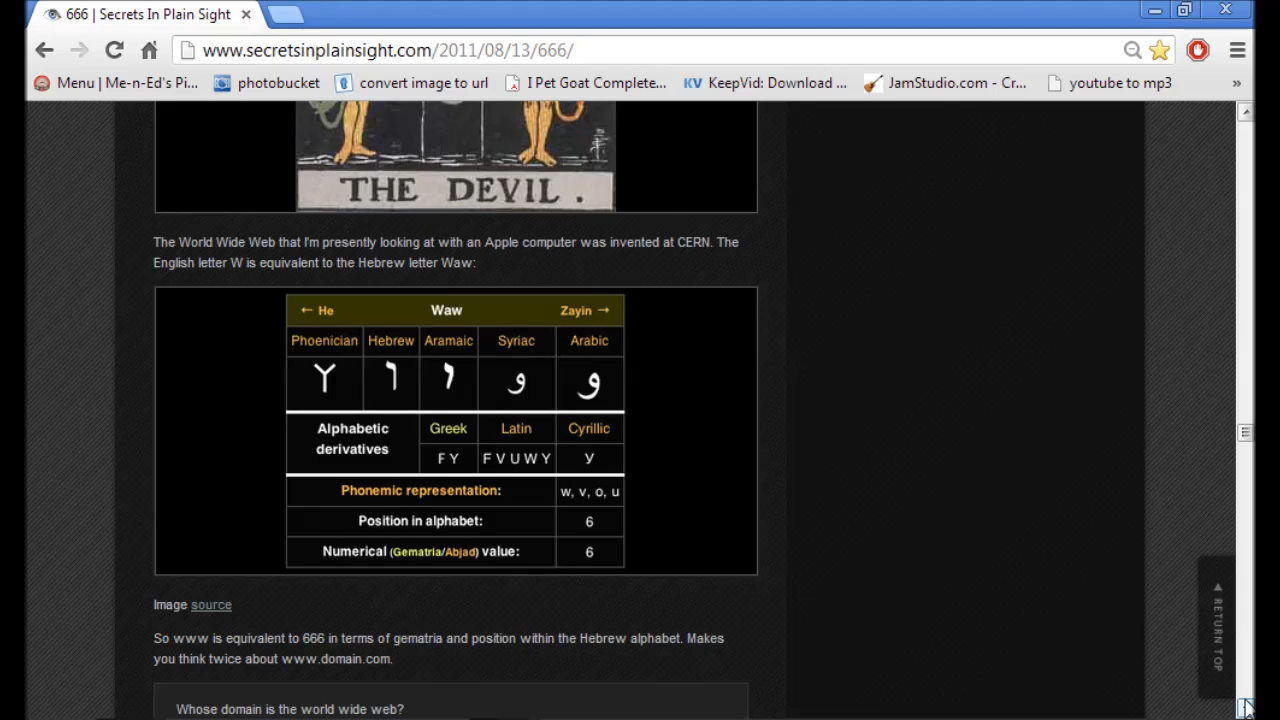 666 | Secrets In Plain Sight
www.secretsinplainsight.com/2011/08/13/666/
Menu | Me-n-Ed's Pi... photobucket convert image to url I Pet Goat Complete... KV KeepVid: Download ... JamStudio.com - Cr... youtube to mp3 »
THE DEVIL.
The World Wide Web that I'm presently looking at with an Apple computer was invented at CERN. The
English letter W is equivalent to the Hebrew letter Waw:
← He Waw Zayin →
Phoenician Hebrew Aramaic Syriac Arabic
𐤅 ו 𐡅 ܘ و
Alphabetic
derivatives
Greek Latin Cyrillic
Ϝ Υ F V U W Y У
Phonemic representation: w, v, o, u
Position in alphabet: 6
Numerical (Gematria/Abjad) value: 6
Image source
So www is equivalent to 666 in terms of gematria and position within the Hebrew alphabet. Makes
you think twice about www.domain.com.
Whose domain is the world wide web?
RETURN TOP